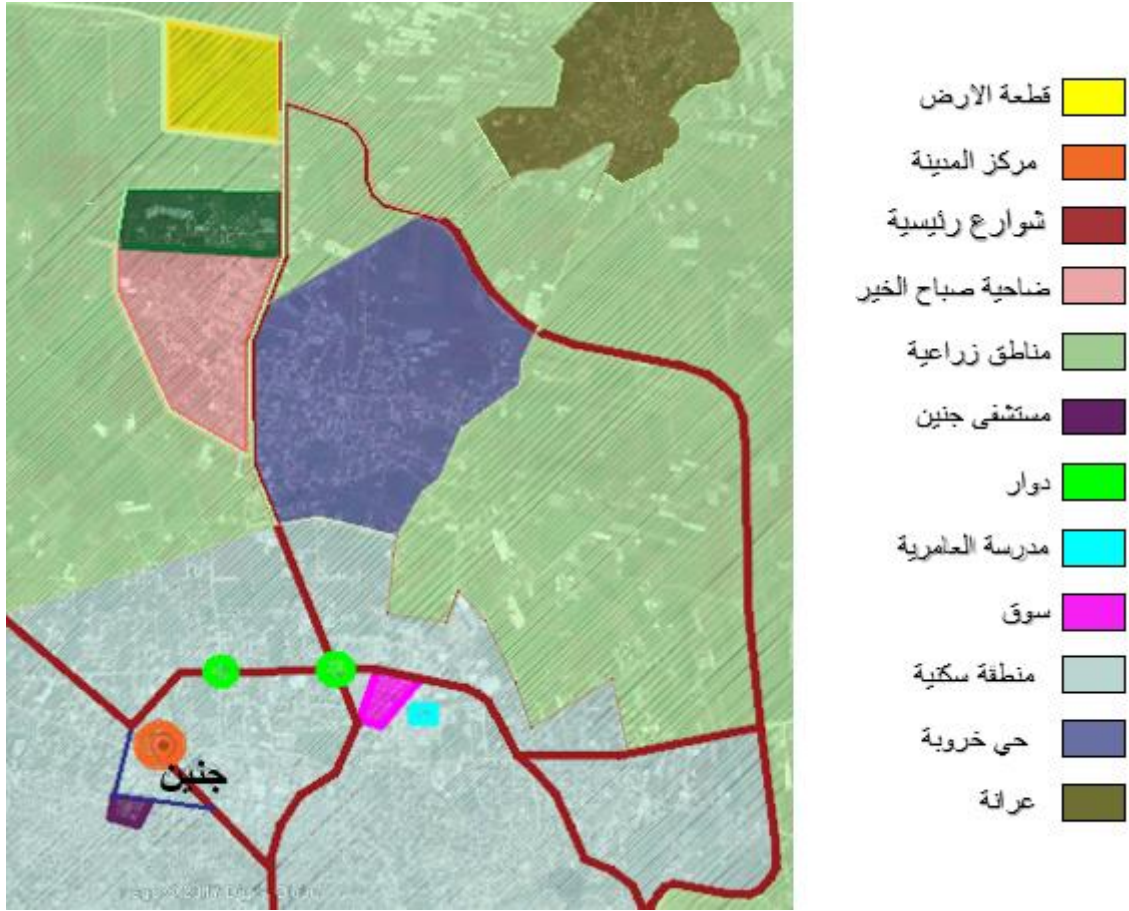 قطعة الارض
مركز المدينة
شوارع رئيسية
ضاحية صباح الخير
مناطق زراعية
مستشفى جنين
دوار
مدرسة العامرية
سوق
منطقة سكنية
حي خروبة
عرانة
جنين